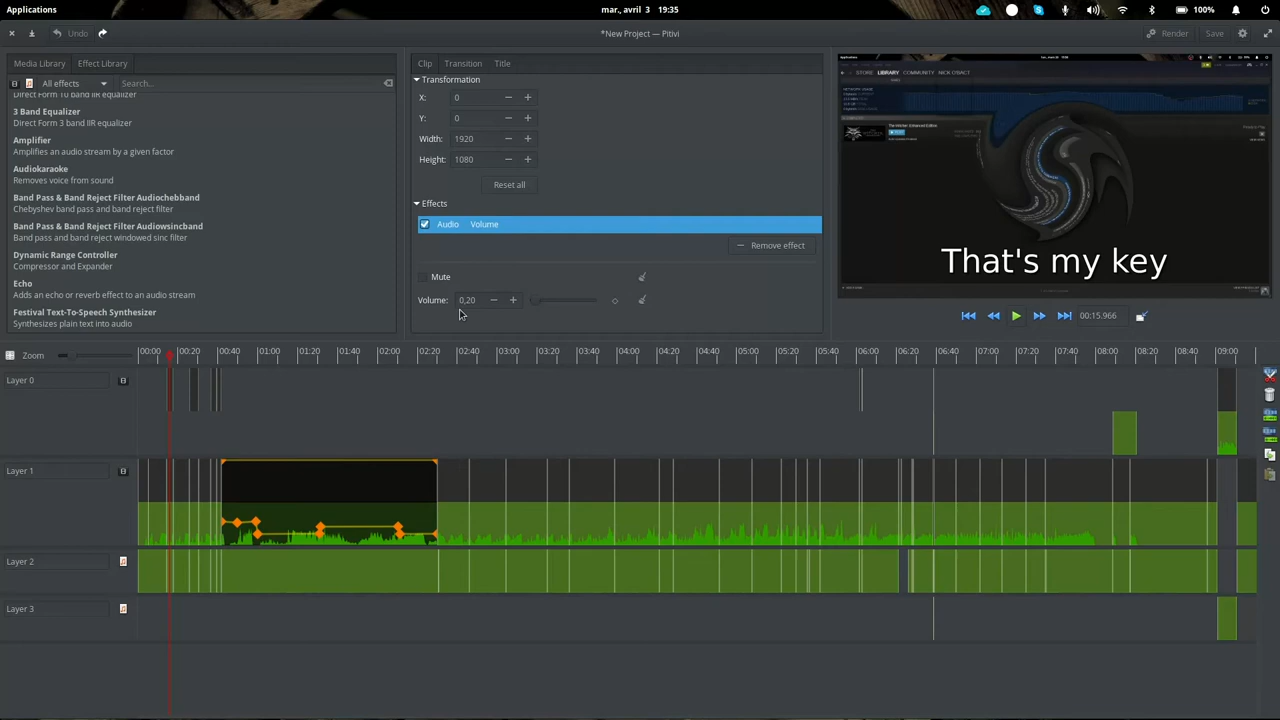 Applications
mar., avril 3 19:35
100%
Undo
*New Project — Pitivi
Render
Save
Media Library
Effect Library
Clip
Transition
Title
All effects
Search...
Direct Form 10 band IIR equalizer
3 Band Equalizer
Direct Form 3 band IIR equalizer
Amplifier
Amplifies an audio stream by a given factor
Audiokaraoke
Removes voice from sound
Band Pass & Band Reject Filter Audiochebband
Chebyshev band pass and band reject filter
Band Pass & Band Reject Filter Audiowsincband
Band pass and band reject windowed sinc filter
Dynamic Range Controller
Compressor and Expander
Echo
Adds an echo or reverb effect to an audio stream
Festival Text-To-Speech Synthesizer
Synthesizes plain text into audio
Transformation
X: 0
Y: 0
Width: 1920
Height: 1080
Reset all
Effects
Audio Volume
Remove effect
Mute
Volume: 0,20
STORE LIBRARY COMMUNITY NICK O'BACT
That's my key
00:15.966
Zoom
00:00 00:20 00:40 01:00 01:20 01:40 02:00 02:20 02:40 03:00 03:20 03:40 04:00 04:20 04:40 05:00 05:20 05:40 06:00 06:20 06:40 07:00 07:20 07:40 08:00 08:20 08:40 09:00
Layer 0
Layer 1
Layer 2
Layer 3